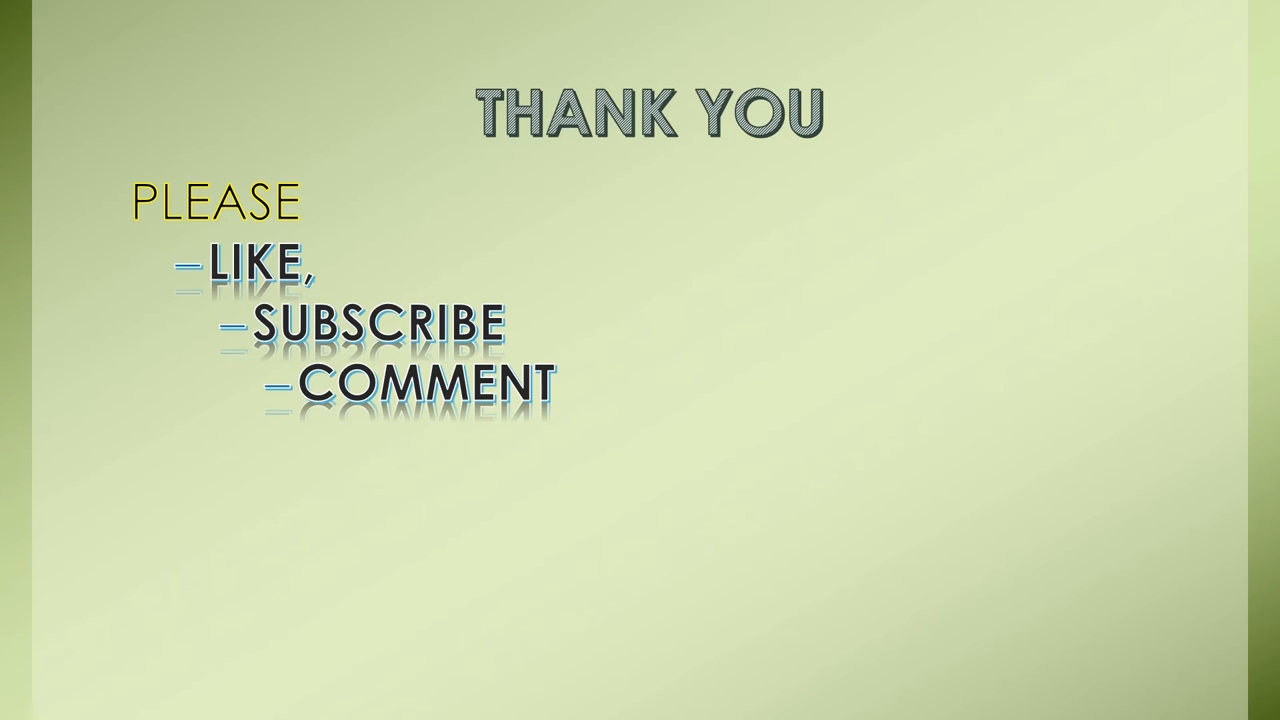 THANK YOU
PLEASE
–LIKE,
–SUBSCRIBE
–COMMENT